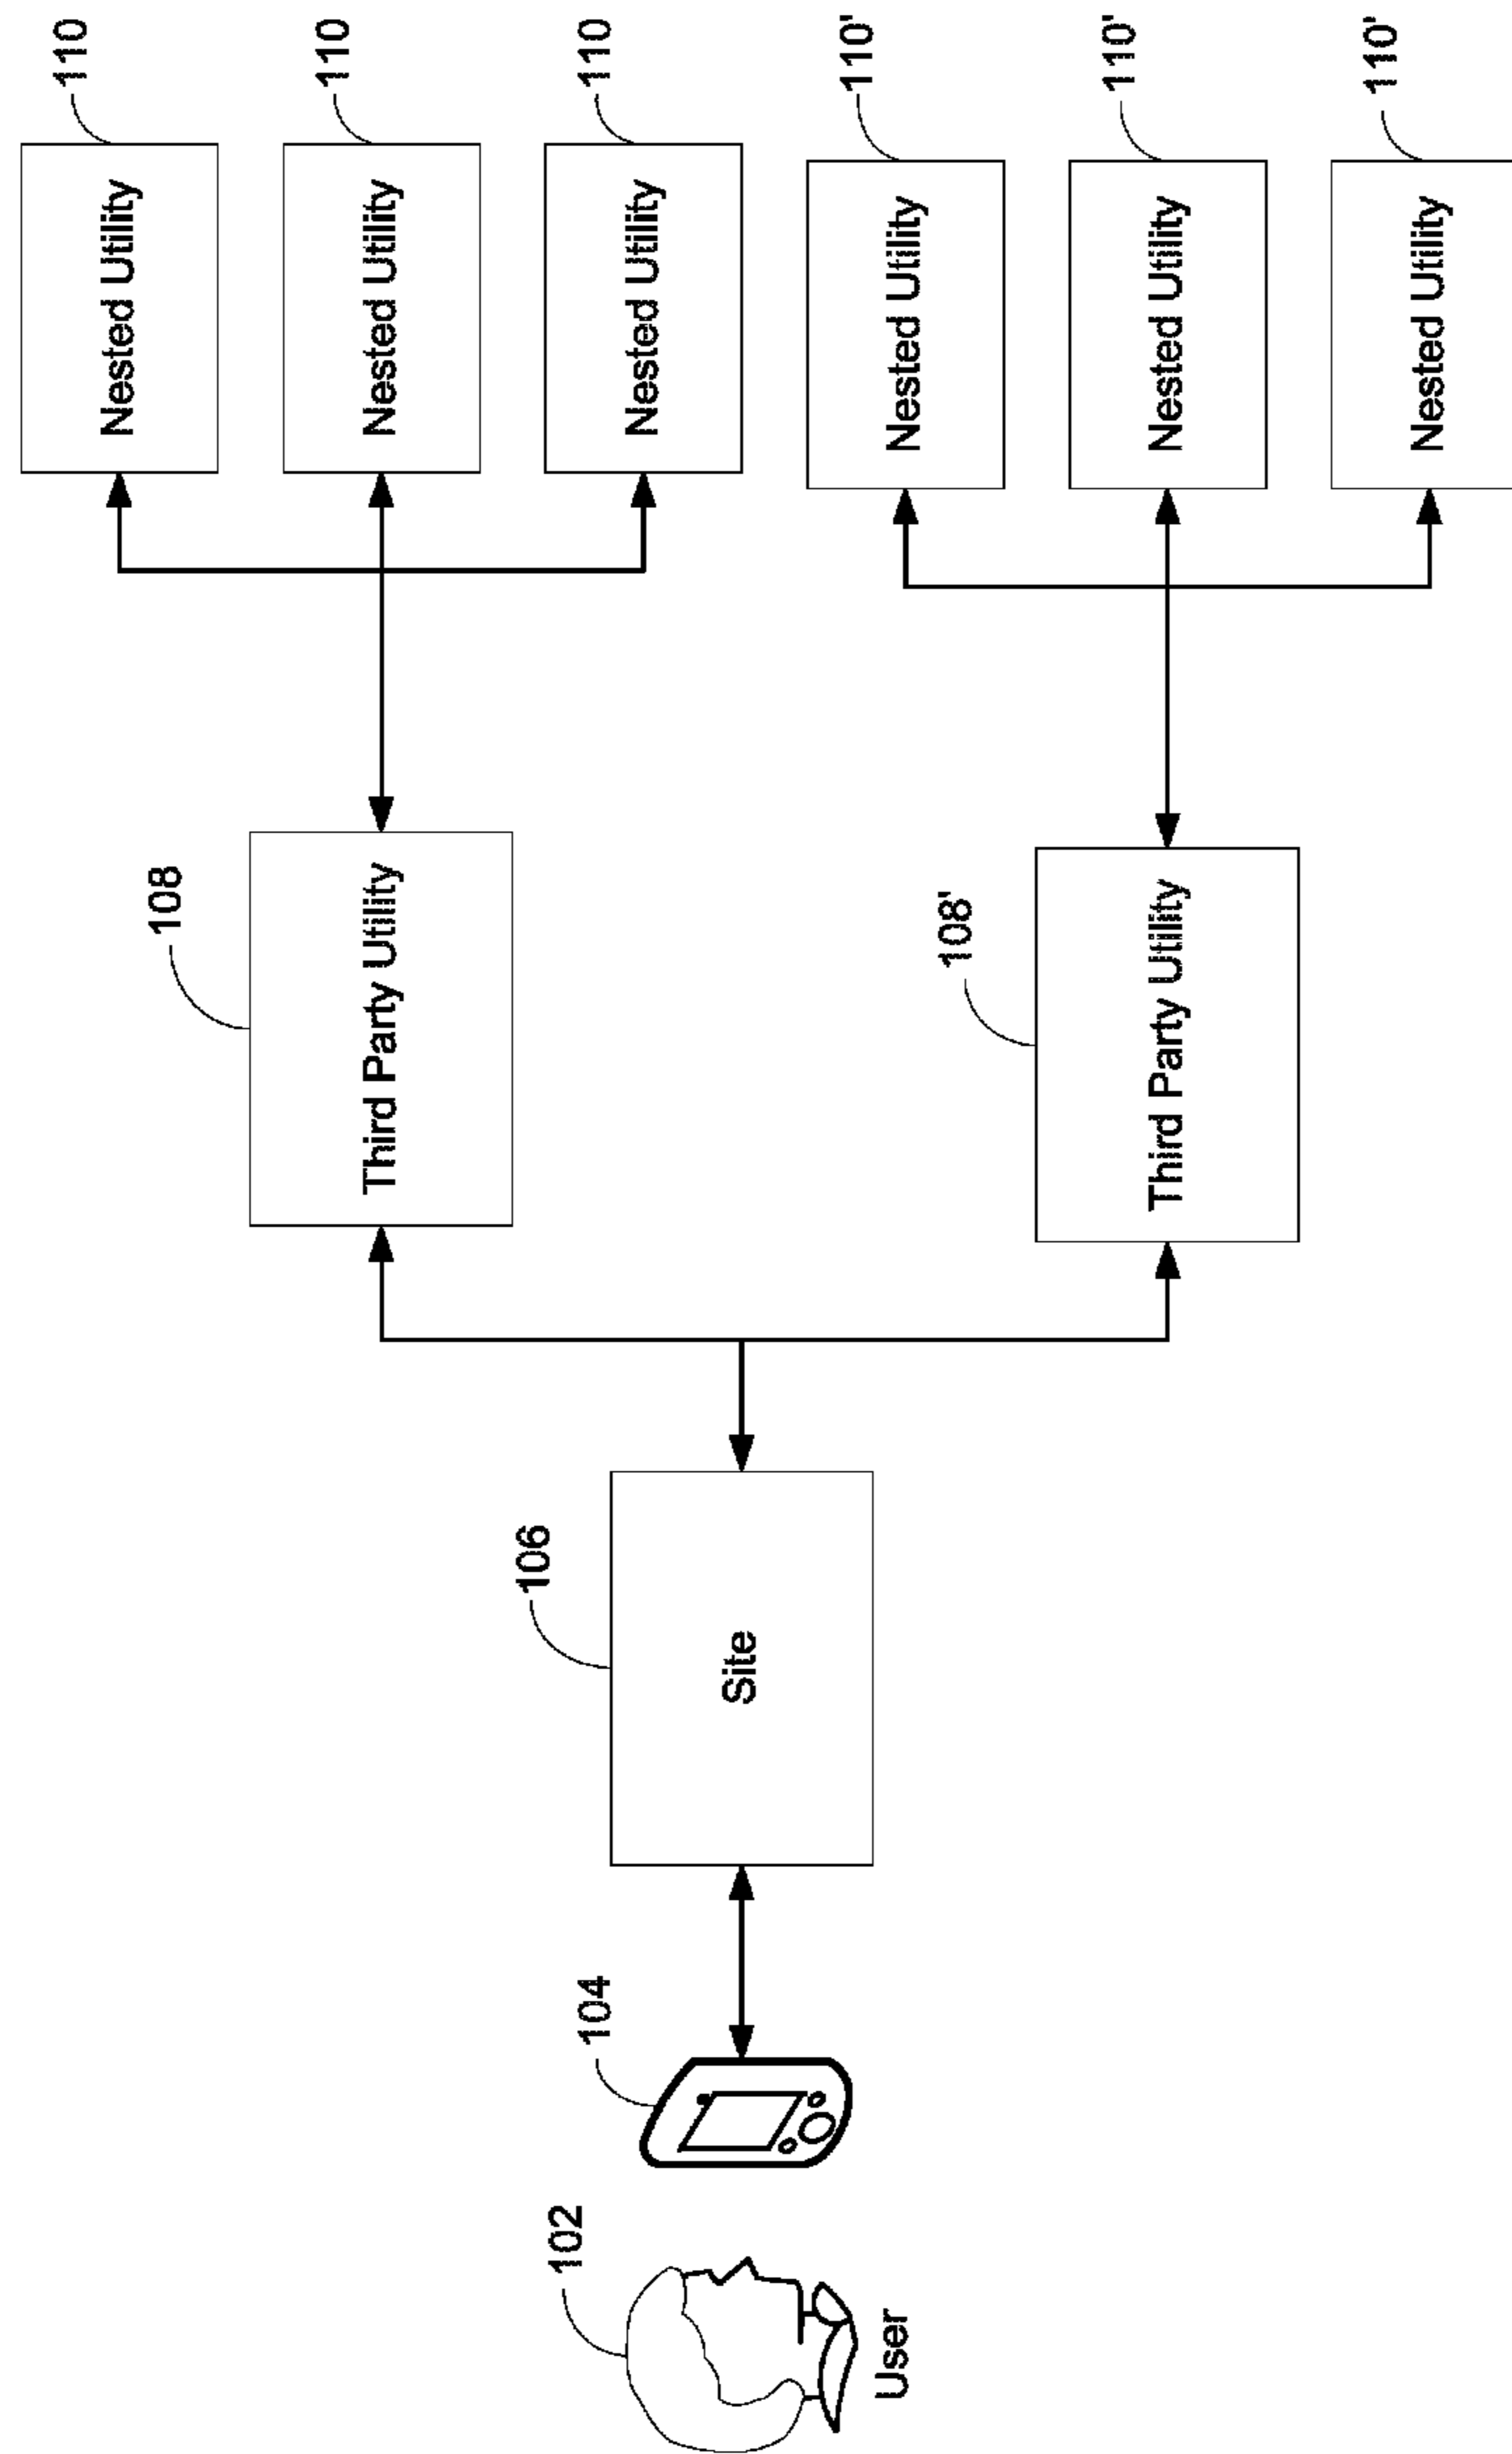 102
User
104
106
Site
108
Third Party Utility
108'
Third Party Utility
110
Nested Utility
110
Nested Utility
110
Nested Utility
110'
Nested Utility
110'
Nested Utility
110'
Nested Utility